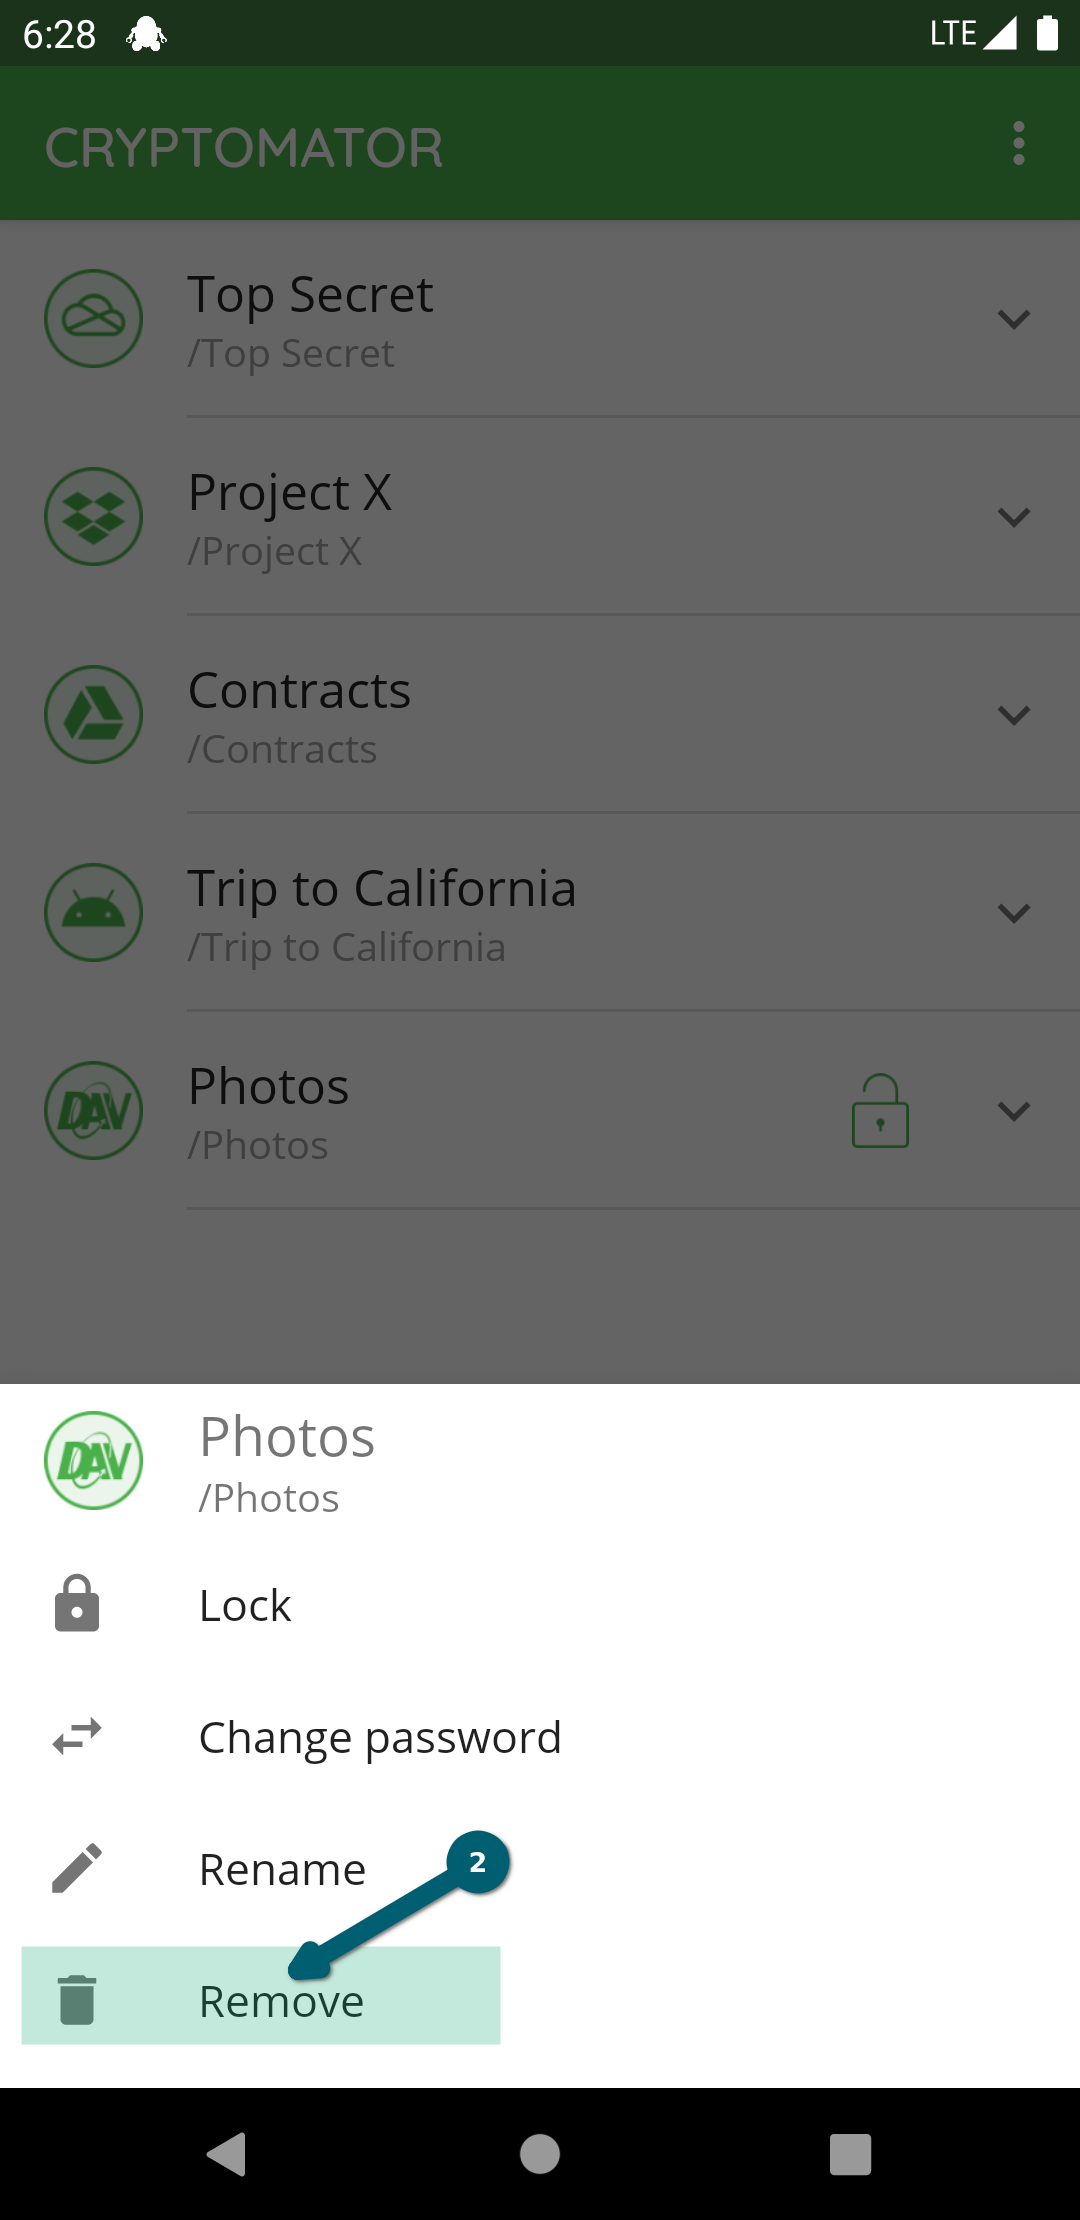 6:28 LTE
CRYPTOMATOR
Top Secret
/Top Secret
Project X
/Project X
Contracts
/Contracts
Trip to California
/Trip to California
DAV
Photos
/Photos
DAV
Photos
/Photos
Lock
Change password
Rename
2
Remove